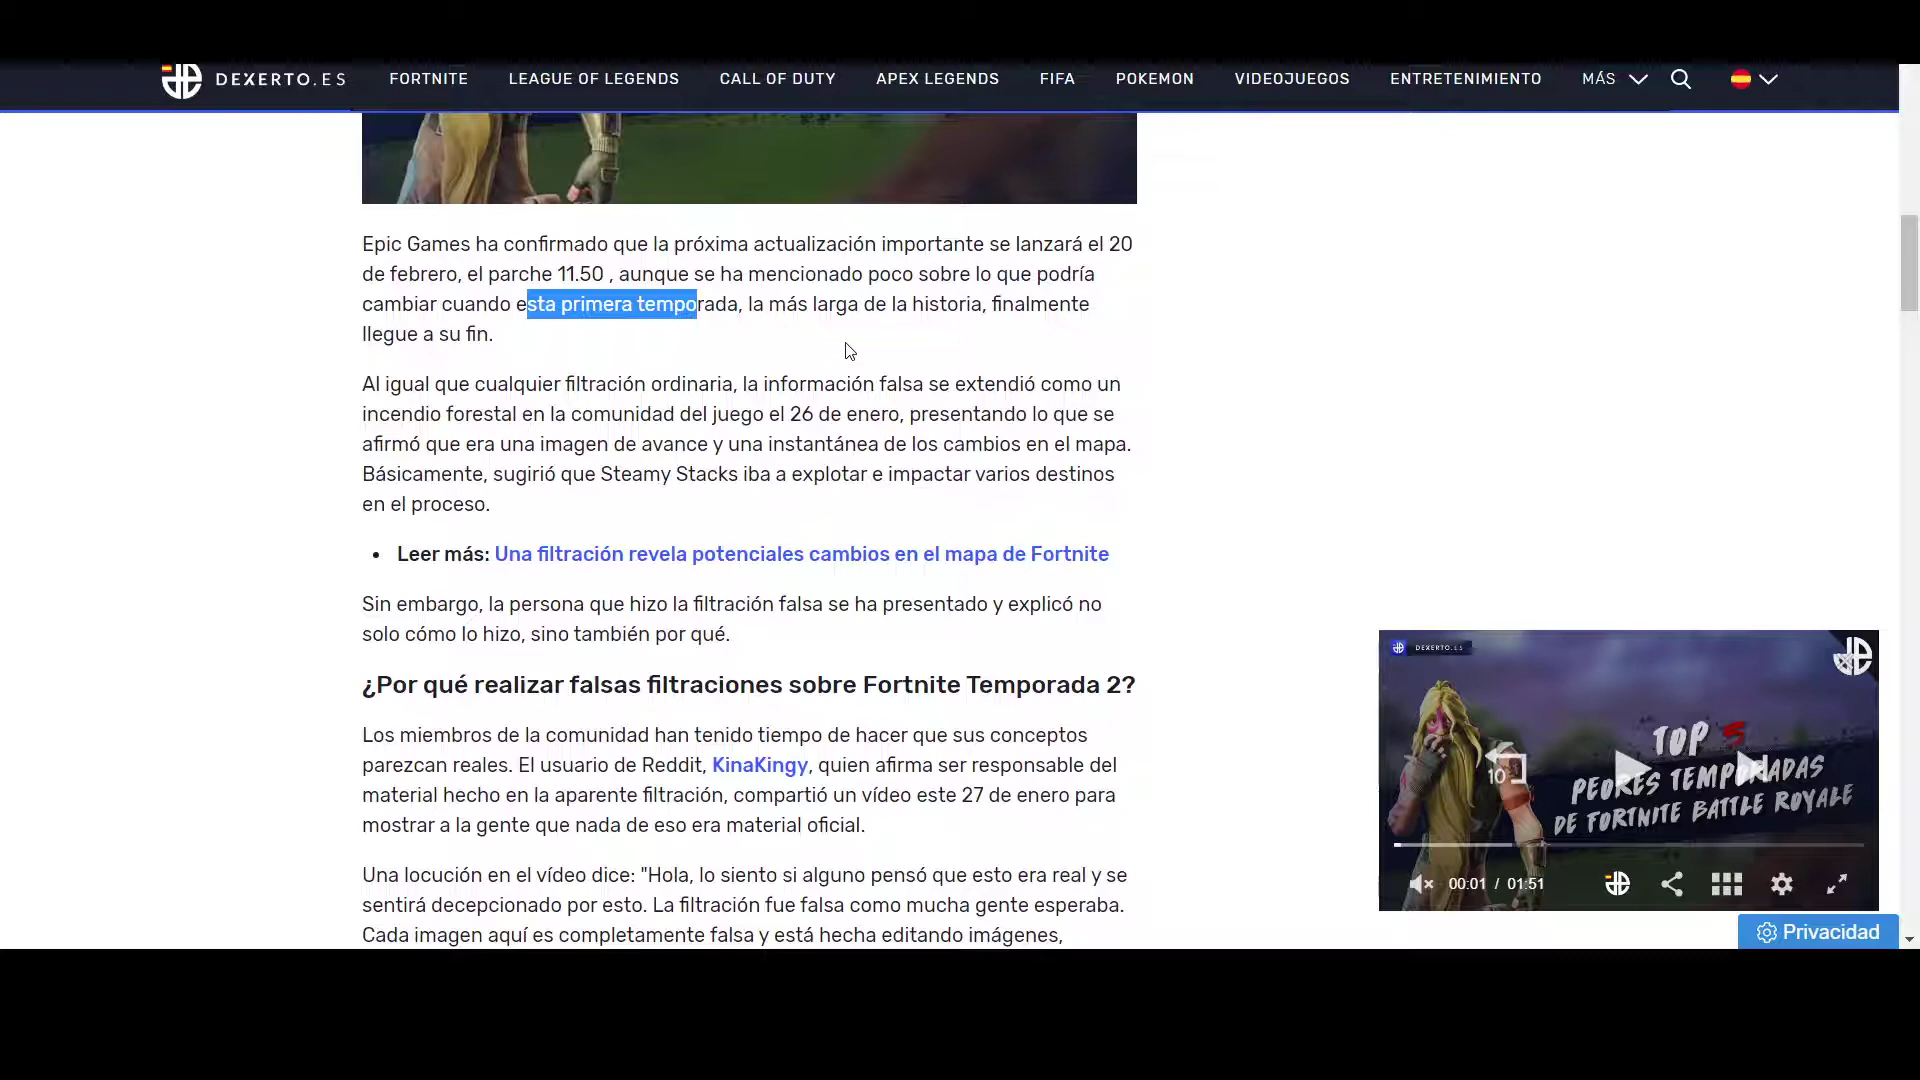 DEXERTO.ES
FORTNITE
LEAGUE OF LEGENDS
CALL OF DUTY
APEX LEGENDS
FIFA
POKEMON
VIDEOJUEGOS
ENTRETENIMIENTO
MÁS
Epic Games ha confirmado que la próxima actualización importante se lanzará el 20
de febrero, el parche 11.50 , aunque se ha mencionado poco sobre lo que podría
cambiar cuando esta primera temporada, la más larga de la historia, finalmente
llegue a su fin.
Al igual que cualquier filtración ordinaria, la información falsa se extendió como un
incendio forestal en la comunidad del juego el 26 de enero, presentando lo que se
afirmó que era una imagen de avance y una instantánea de los cambios en el mapa.
Básicamente, sugirió que Steamy Stacks iba a explotar e impactar varios destinos
en el proceso.
• Leer más: Una filtración revela potenciales cambios en el mapa de Fortnite
Sin embargo, la persona que hizo la filtración falsa se ha presentado y explicó no
solo cómo lo hizo, sino también por qué.
¿Por qué realizar falsas filtraciones sobre Fortnite Temporada 2?
Los miembros de la comunidad han tenido tiempo de hacer que sus conceptos
parezcan reales. El usuario de Reddit, KinaKingy, quien afirma ser responsable del
material hecho en la aparente filtración, compartió un vídeo este 27 de enero para
mostrar a la gente que nada de eso era material oficial.
Una locución en el vídeo dice: "Hola, lo siento si alguno pensó que esto era real y se
sentirá decepcionado por esto. La filtración fue falsa como mucha gente esperaba.
Cada imagen aquí es completamente falsa y está hecha editando imágenes,
DEXERTO.ES
TOP 5
PEORES TEMPORADAS
DE FORTNITE BATTLE ROYALE
10
00:01 / 01:51
Privacidad